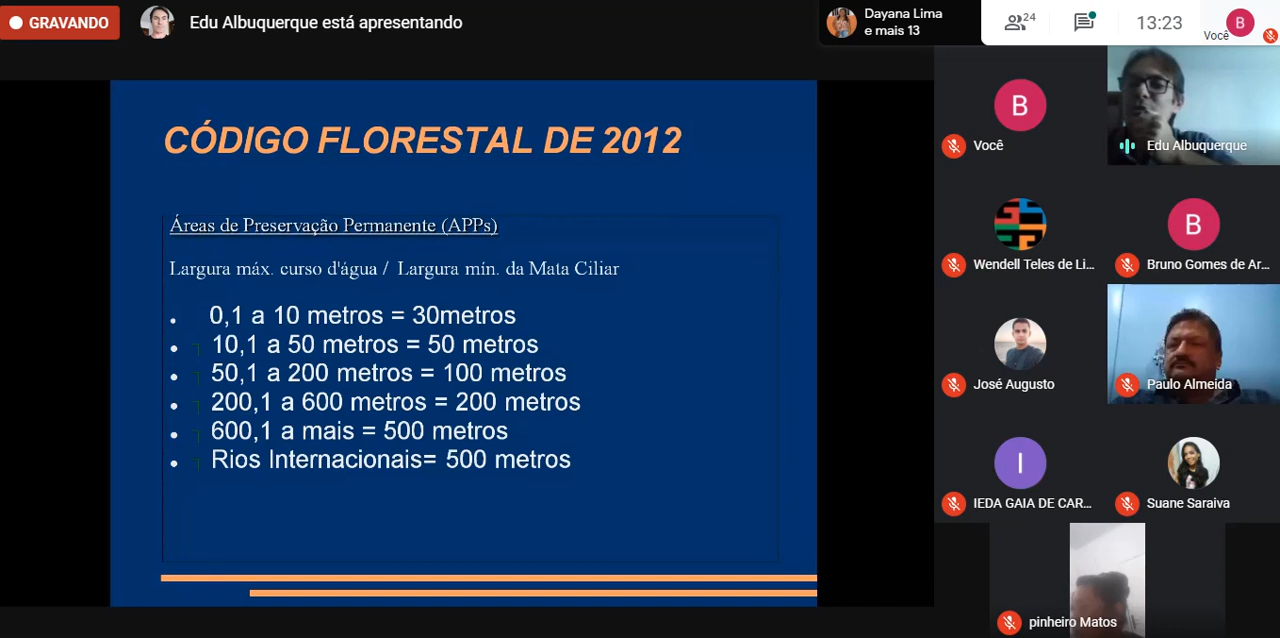 GRAVANDO
Edu Albuquerque está apresentando
Dayana Lima
e mais 13
24
13:23
B
Você
CÓDIGO FLORESTAL DE 2012
Áreas de Preservação Permanente (APPs)
Largura máx. curso d'água / Largura mín. da Mata Ciliar
• 0,1 a 10 metros = 30metros
• 10,1 a 50 metros = 50 metros
• 50,1 a 200 metros = 100 metros
• 200,1 a 600 metros = 200 metros
• 600,1 a mais = 500 metros
• Rios Internacionais= 500 metros
B
Você
Edu Albuquerque
Wendell Teles de Li...
B
Bruno Gomes de Ar...
José Augusto
Paulo Almeida
I
IEDA GAIA DE CAR...
Suane Saraiva
pinheiro Matos